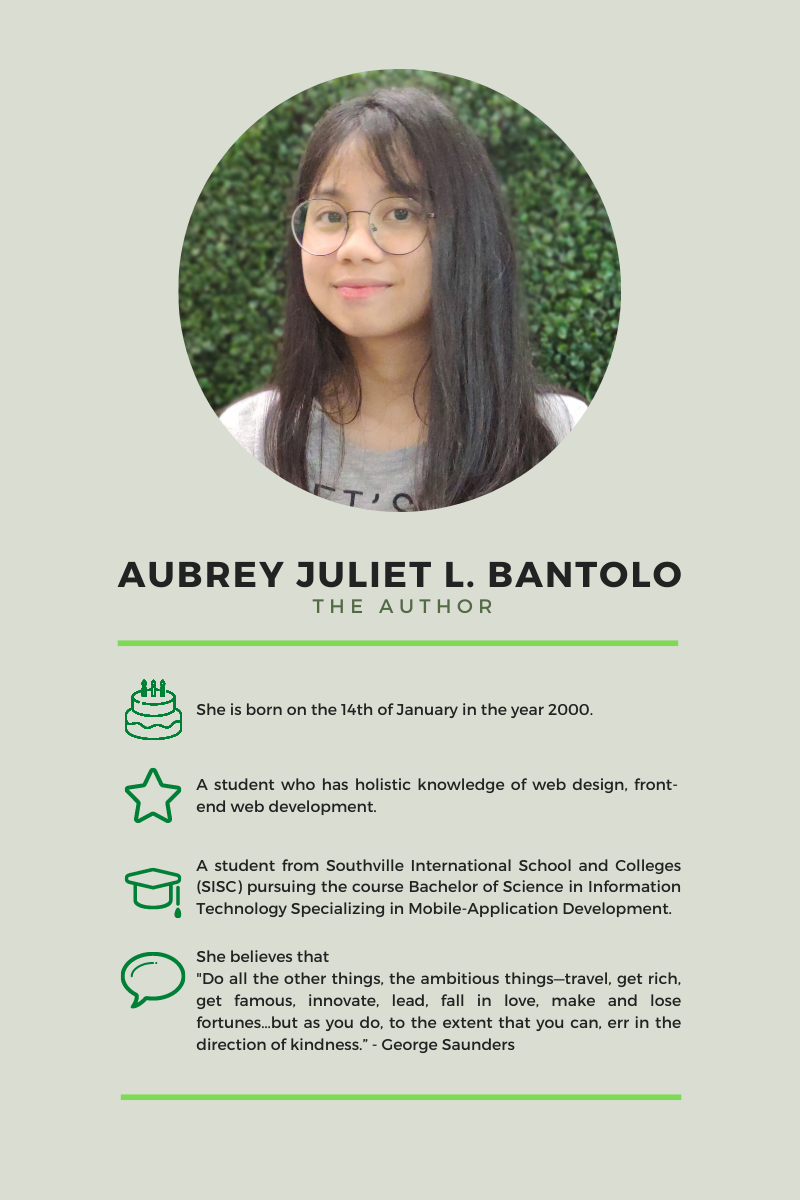 ET'S
AUBREY JULIET L. BANTOLO
THE AUTHOR
She is born on the 14th of January in the year 2000.
A student who has holistic knowledge of web design, front-
end web development.
A student from Southville International School and Colleges
(SISC) pursuing the course Bachelor of Science in Information
Technology Specializing in Mobile-Application Development.
She believes that
"Do all the other things, the ambitious things—travel, get rich,
get famous, innovate, lead, fall in love, make and lose
fortunes...but as you do, to the extent that you can, err in the
direction of kindness.” - George Saunders